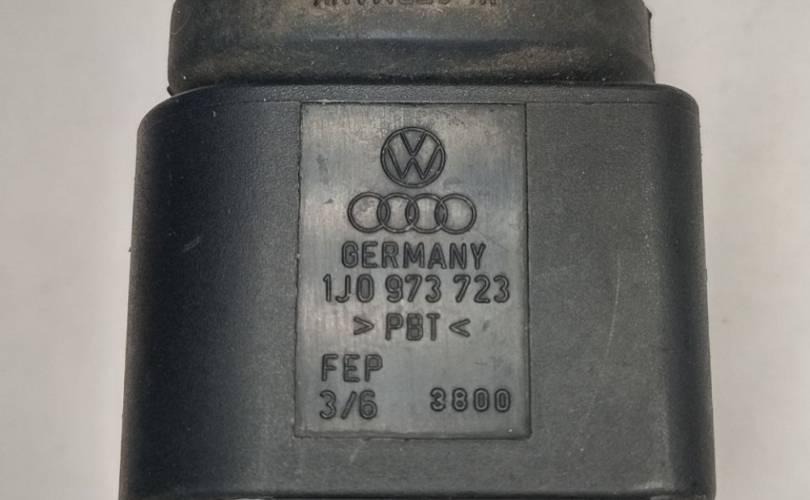 GERMANY
1J0 973 723
> PBT <
FEP
3/6 3800